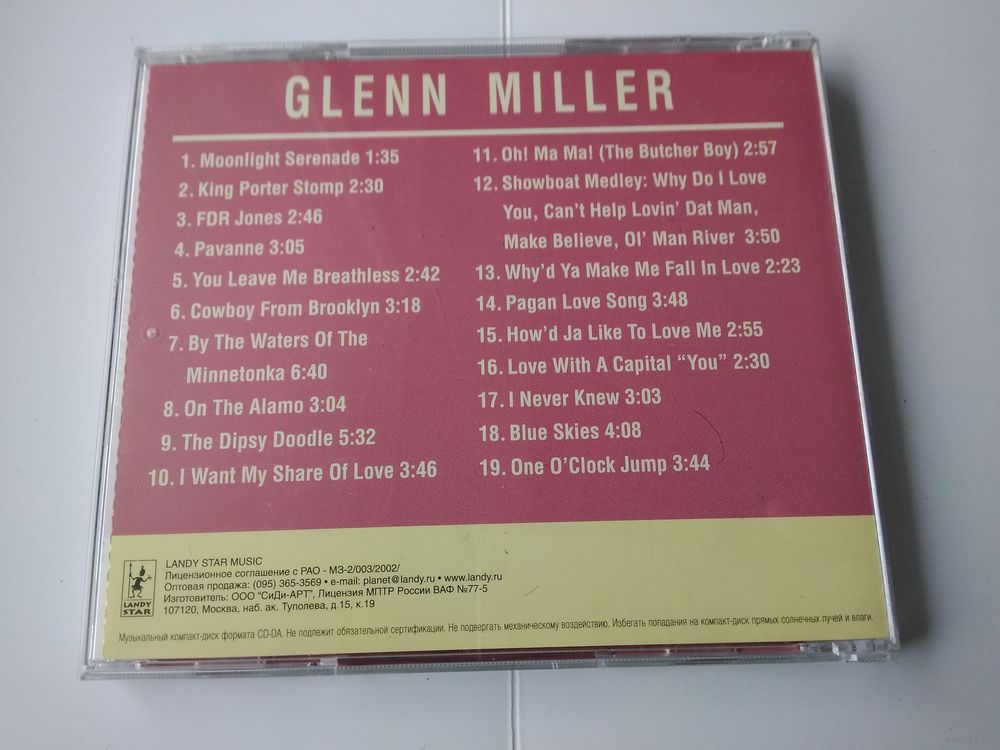 GLENN MILLER
1. Moonlight Serenade 1:35
2. King Porter Stomp 2:30
3. FDR Jones 2:46
4. Pavanne 3:05
5. You Leave Me Breathless 2:42
6. Cowboy From Brooklyn 3:18
7. By The Waters Of The
Minnetonka 6:40
8. On The Alamo 3:04
9. The Dipsy Doodle 5:32
10. I Want My Share Of Love 3:46
11. Oh! Ma Ma! (The Butcher Boy) 2:57
12. Showboat Medley: Why Do I Love
You, Can't Help Lovin' Dat Man,
Make Believe, Ol' Man River 3:50
13. Why'd Ya Make Me Fall In Love 2:23
14. Pagan Love Song 3:48
15. How'd Ja Like To Love Me 2:55
16. Love With A Capital “You” 2:30
17. I Never Knew 3:03
18. Blue Skies 4:08
19. One O'Clock Jump 3:44
LANDY
STAR
LANDY STAR MUSIC
Лицензионное соглашение с РАО - МЗ-2/003/2002/
Оптовая продажа: (095) 365-3569 • e-mail: planet@landy.ru • www.landy.ru
Изготовитель: ООО “СиДи-АРТ”, Лицензия МПТР России ВАФ №77-5
107120, Москва, наб. ак. Туполева, д.15, к.19
Музыкальный компакт-диск формата CD-DA. Не подлежит обязательной сертификации. Не подвергать механическому воздействию. Избегать попадания на компакт-диск прямых солнечных лучей и влаги.